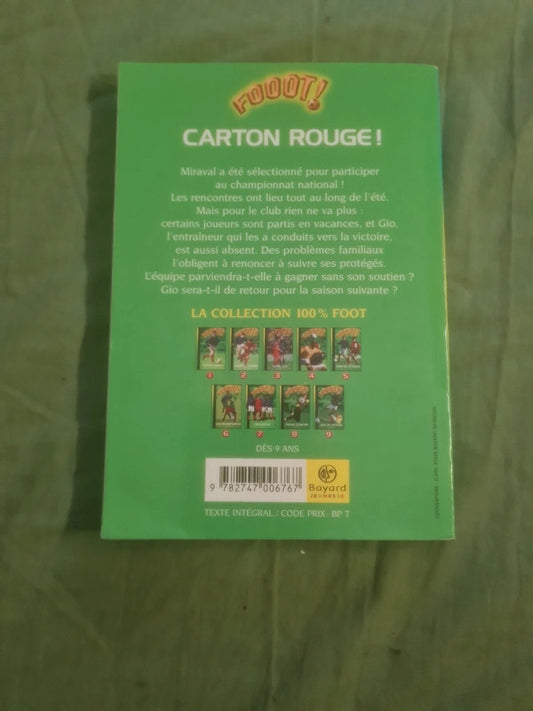 FOOOT!
CARTON ROUGE !
Miraval a été sélectionné pour participer
au championnat national !
Les rencontres ont lieu tout au long de l'été.
Mais pour le club rien ne va plus :
certains joueurs sont partis en vacances, et Gio,
l'entraîneur qui les a conduits vers la victoire,
est aussi absent. Des problèmes familiaux
l'obligent à renoncer à suivre ses protégés.
L'équipe parviendra-t-elle à gagner sans son soutien ?
Gio sera-t-il de retour pour la saison suivante ?
LA COLLECTION 100 % FOOT
1 2 3 4 5
6 7 8 9
DÈS 9 ANS
9 782747 006767
Bayard
JEUNESSE
TEXTE INTÉGRAL / CODE PRIX : BP 7